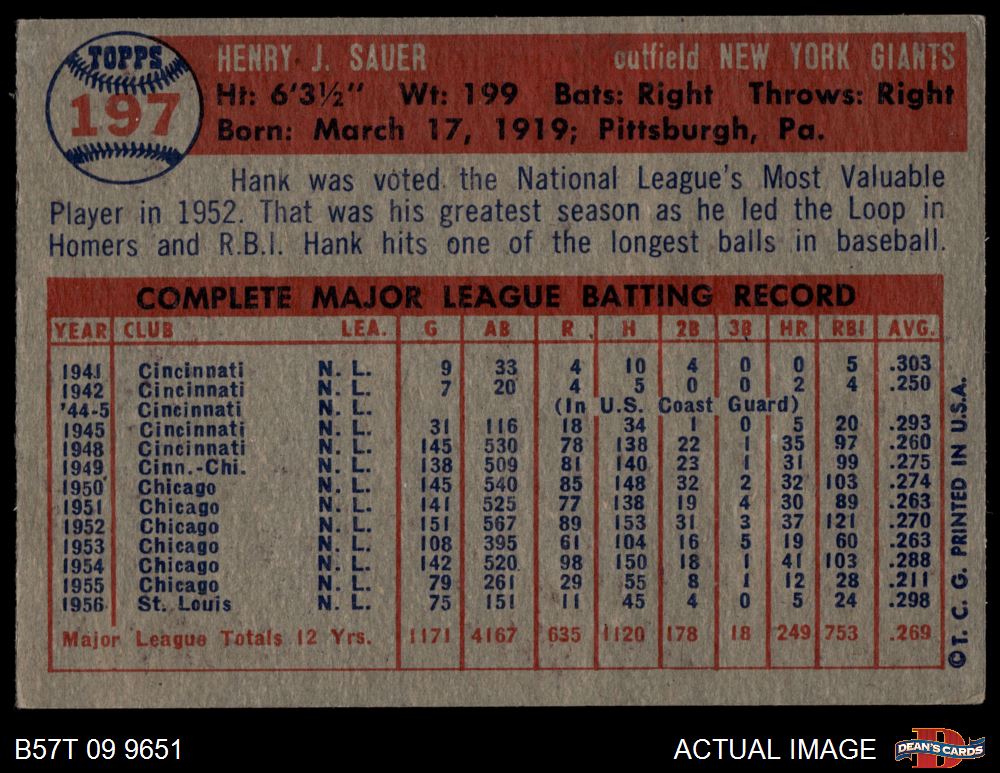 TOPPS
197
HENRY J. SAUER outfield NEW YORK GIANTS
Ht: 6'3½" Wt: 199 Bats: Right Throws: Right
Born: March 17, 1919; Pittsburgh, Pa.
Hank was voted the National League's Most Valuable
Player in 1952. That was his greatest season as he led the Loop in
Homers and R.B.I. Hank hits one of the longest balls in baseball.
COMPLETE MAJOR LEAGUE BATTING RECORD
YEAR CLUB LEA. G AB R H 2B 3B HR RBI AVG.
1941 Cincinnati N. L. 9 33 4 10 4 0 0 5 .303
1942 Cincinnati N. L. 7 20 4 5 0 0 2 4 .250
'44-5 Cincinnati N. L. (In U.S. Coast Guard)
1945 Cincinnati N. L. 31 116 18 34 1 0 5 20 .293
1948 Cincinnati N. L. 145 530 78 138 22 1 35 97 .260
1949 Cinn.-Chi. N. L. 138 509 81 140 23 1 31 99 .275
1950 Chicago N. L. 145 540 85 148 32 2 32 103 .274
1951 Chicago N. L. 141 525 77 138 19 4 30 89 .263
1952 Chicago N. L. 151 567 89 153 31 3 37 121 .270
1953 Chicago N. L. 108 395 61 104 16 5 19 60 .263
1954 Chicago N. L. 142 520 98 150 18 1 41 103 .288
1955 Chicago N. L. 79 261 29 55 8 1 12 28 .211
1956 St. Louis N. L. 75 151 11 45 4 0 5 24 .298
Major League Totals 12 Yrs. 1171 4167 635 1120 178 18 249 753 .269
©T. C. G. PRINTED IN U.S.A.
B57T 09 9651
ACTUAL IMAGE
DEAN'S CARDS